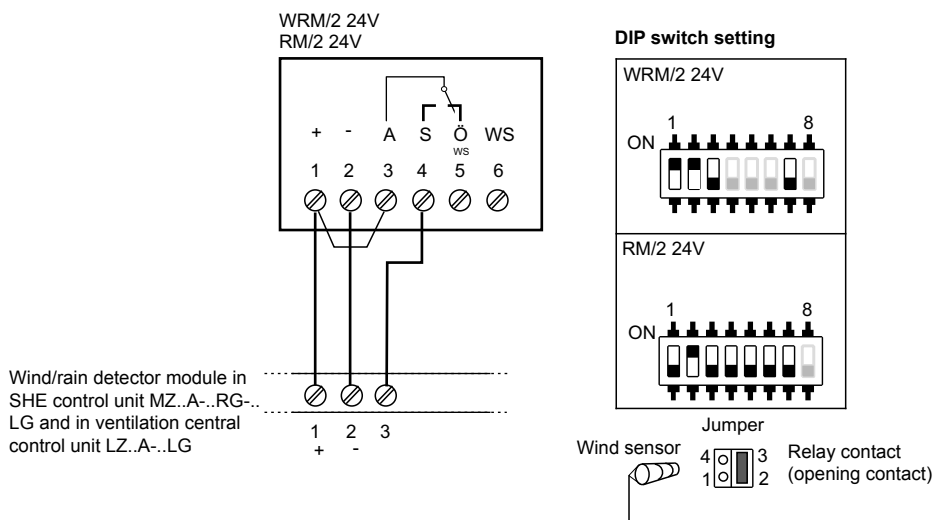 WRM/2 24V
RM/2 24V
+ - A S Ö WS
WS
1 2 3 4 5 6
Wind/rain detector module in
SHE control unit MZ..A-..RG-..
LG and in ventilation central
control unit LZ..A-..LG
1 2 3
+ -
DIP switch setting
WRM/2 24V
1 8
ON
RM/2 24V
1 8
ON
Jumper
Wind sensor
4 3
1 2
Relay contact
(opening contact)